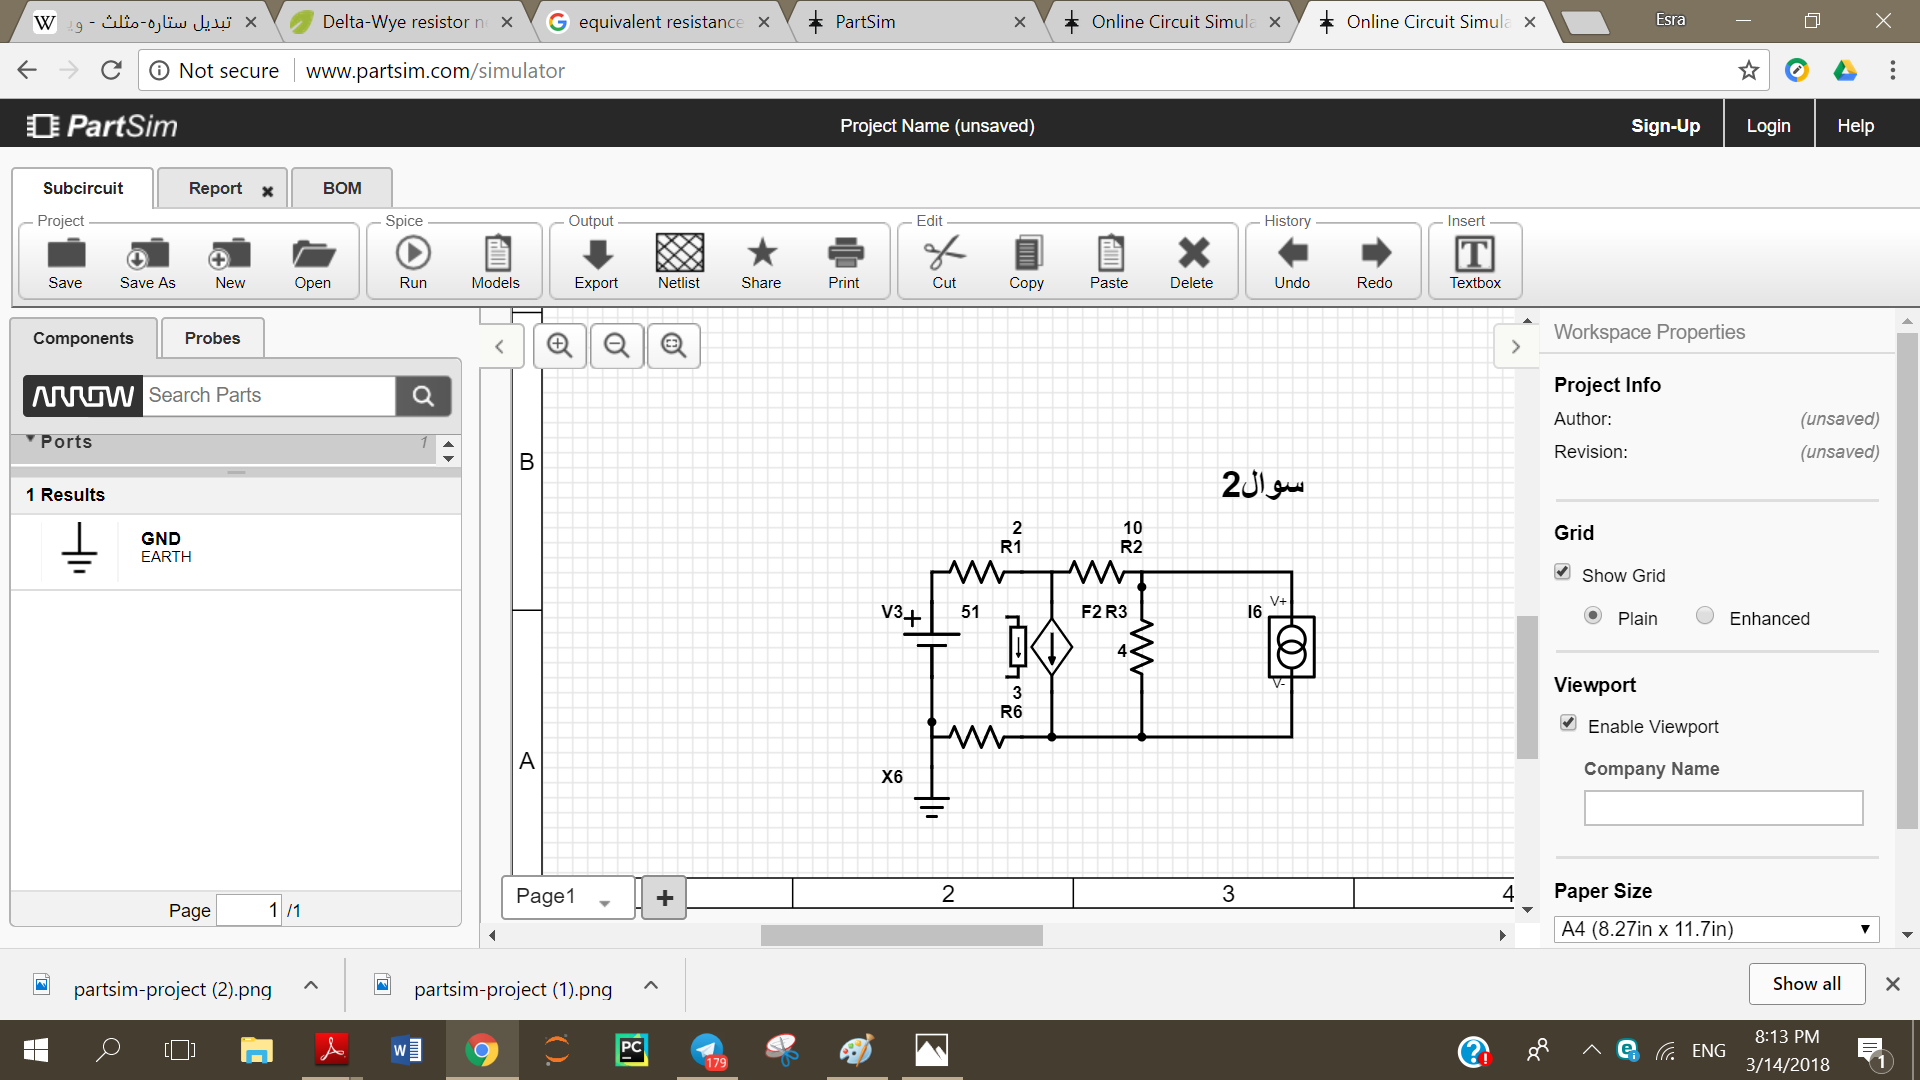 W تبدیل ستاره-مثلث - وی
Delta-Wye resistor n
equivalent resistance
PartSim
Online Circuit Simula
Online Circuit Simula
Esra
Not secure
www.partsim.com/simulator
PartSim
Project Name (unsaved)
Sign-Up
Login
Help
Subcircuit
Report
BOM
Project
Spice
Output
Edit
History
Insert
Save
Save As
New
Open
Run
Models
Export
Netlist
Share
Print
Cut
Copy
Paste
Delete
Undo
Redo
T
Textbox
Components
Probes
ARROW
Search Parts
Ports
1
1 Results
GND
EARTH
Page 1 /1
B
A
سوال2
2
R1
10
R2
V3
51
F2
R3
4
I6
V+
V-
3
R6
X6
Page1
2
3
4
Workspace Properties
Project Info
Author: (unsaved)
Revision: (unsaved)
Grid
Show Grid
Plain
Enhanced
Viewport
Enable Viewport
Company Name
Paper Size
A4 (8.27in x 11.7in)
partsim-project (2).png
partsim-project (1).png
Show all
PC
179
ENG
8:13 PM
3/14/2018
1